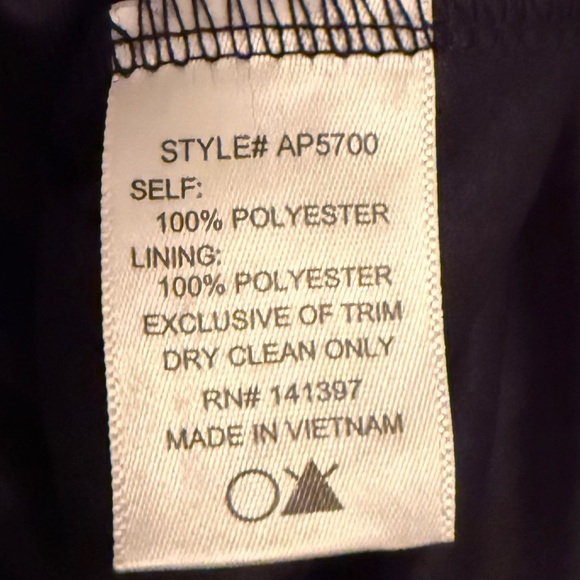 STYLE# AP5700
SELF:
100% POLYESTER
LINING:
100% POLYESTER
EXCLUSIVE OF TRIM
DRY CLEAN ONLY
RN# 141397
MADE IN VIETNAM